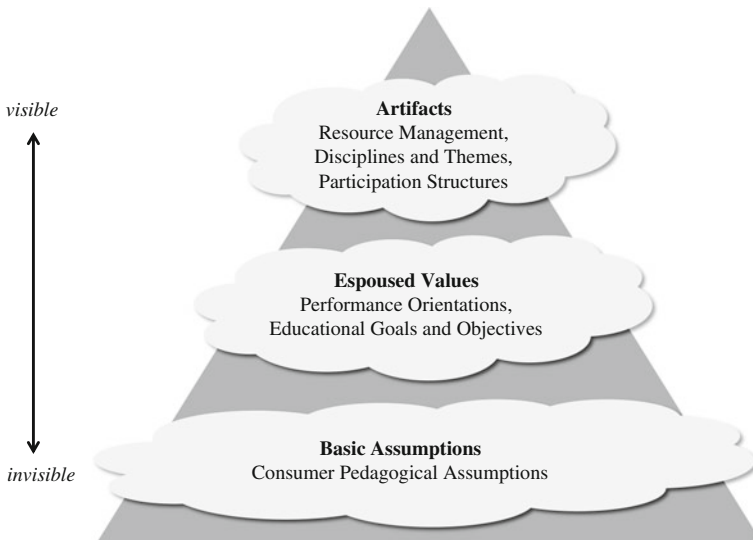 visible
Artifacts
Resource Management,
Disciplines and Themes,
Participation Structures
Espoused Values
Performance Orientations,
Educational Goals and Objectives
Basic Assumptions
Consumer Pedagogical Assumptions
invisible